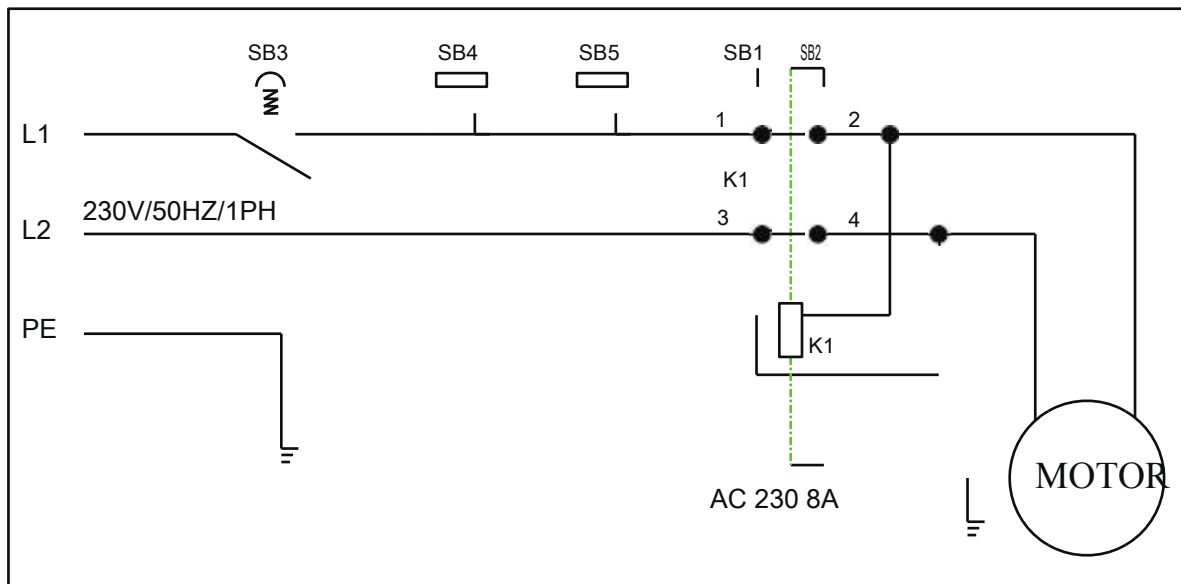 SB3 SB4 SB5 SB1 SB2
L1 1 2
K1
230V/50HZ/1PH
L2 3 4
PE
K1
AC 230 8A
MOTOR